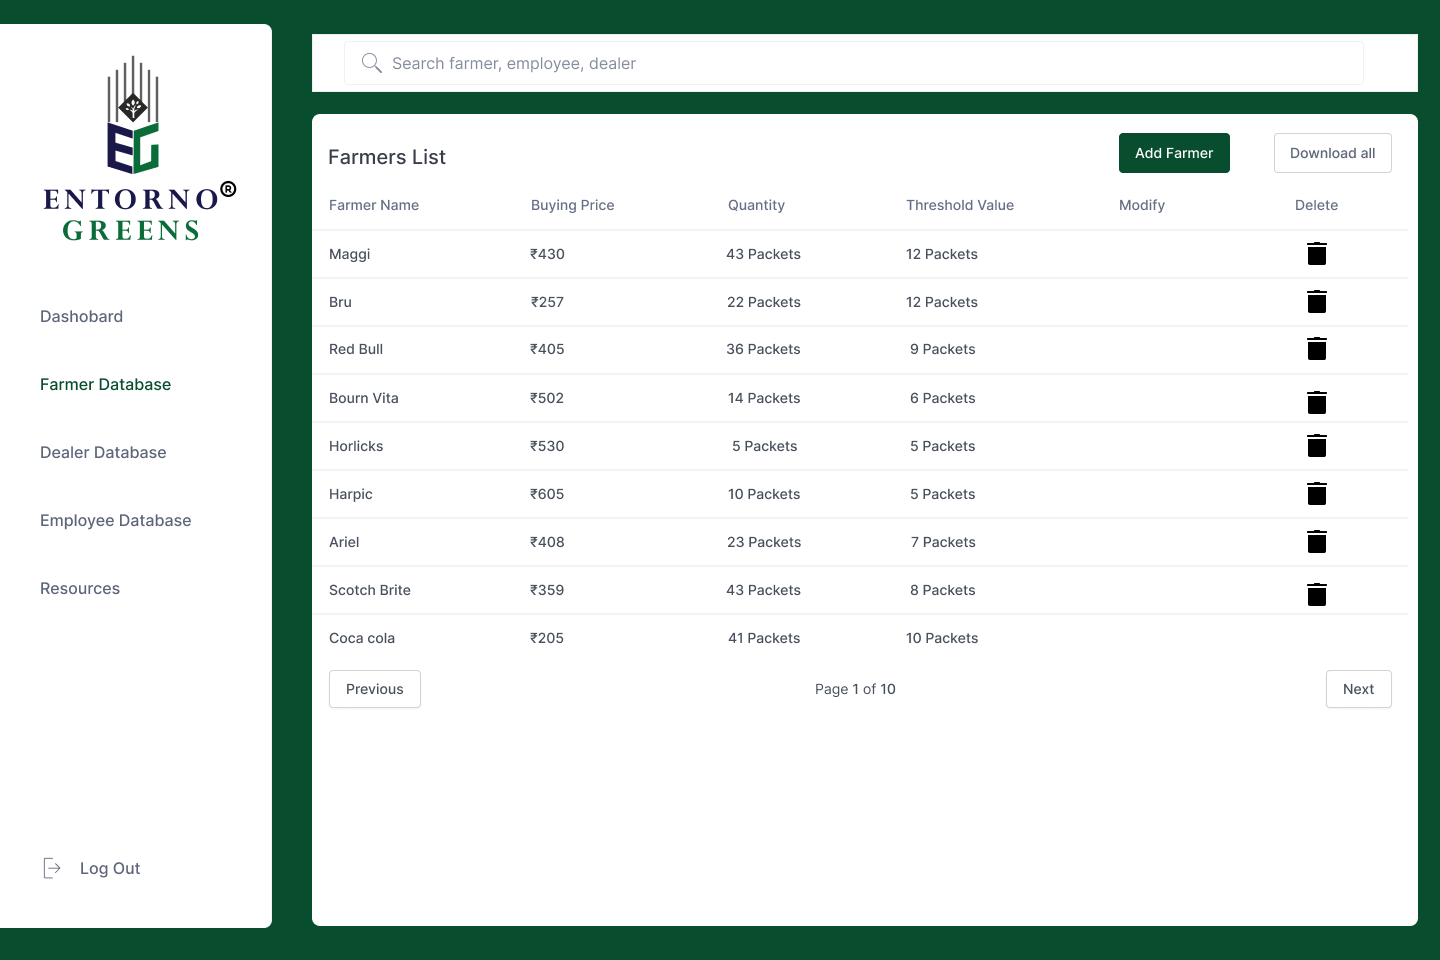 ENTORNO®
GREENS
Dashobard
Farmer Database
Dealer Database
Employee Database
Resources
Log Out
Search farmer, employee, dealer
Farmers List
Add Farmer
Download all
Farmer Name Buying Price Quantity Threshold Value Modify Delete
Maggi ₹430 43 Packets 12 Packets
Bru ₹257 22 Packets 12 Packets
Red Bull ₹405 36 Packets 9 Packets
Bourn Vita ₹502 14 Packets 6 Packets
Horlicks ₹530 5 Packets 5 Packets
Harpic ₹605 10 Packets 5 Packets
Ariel ₹408 23 Packets 7 Packets
Scotch Brite ₹359 43 Packets 8 Packets
Coca cola ₹205 41 Packets 10 Packets
Previous Page 1 of 10 Next